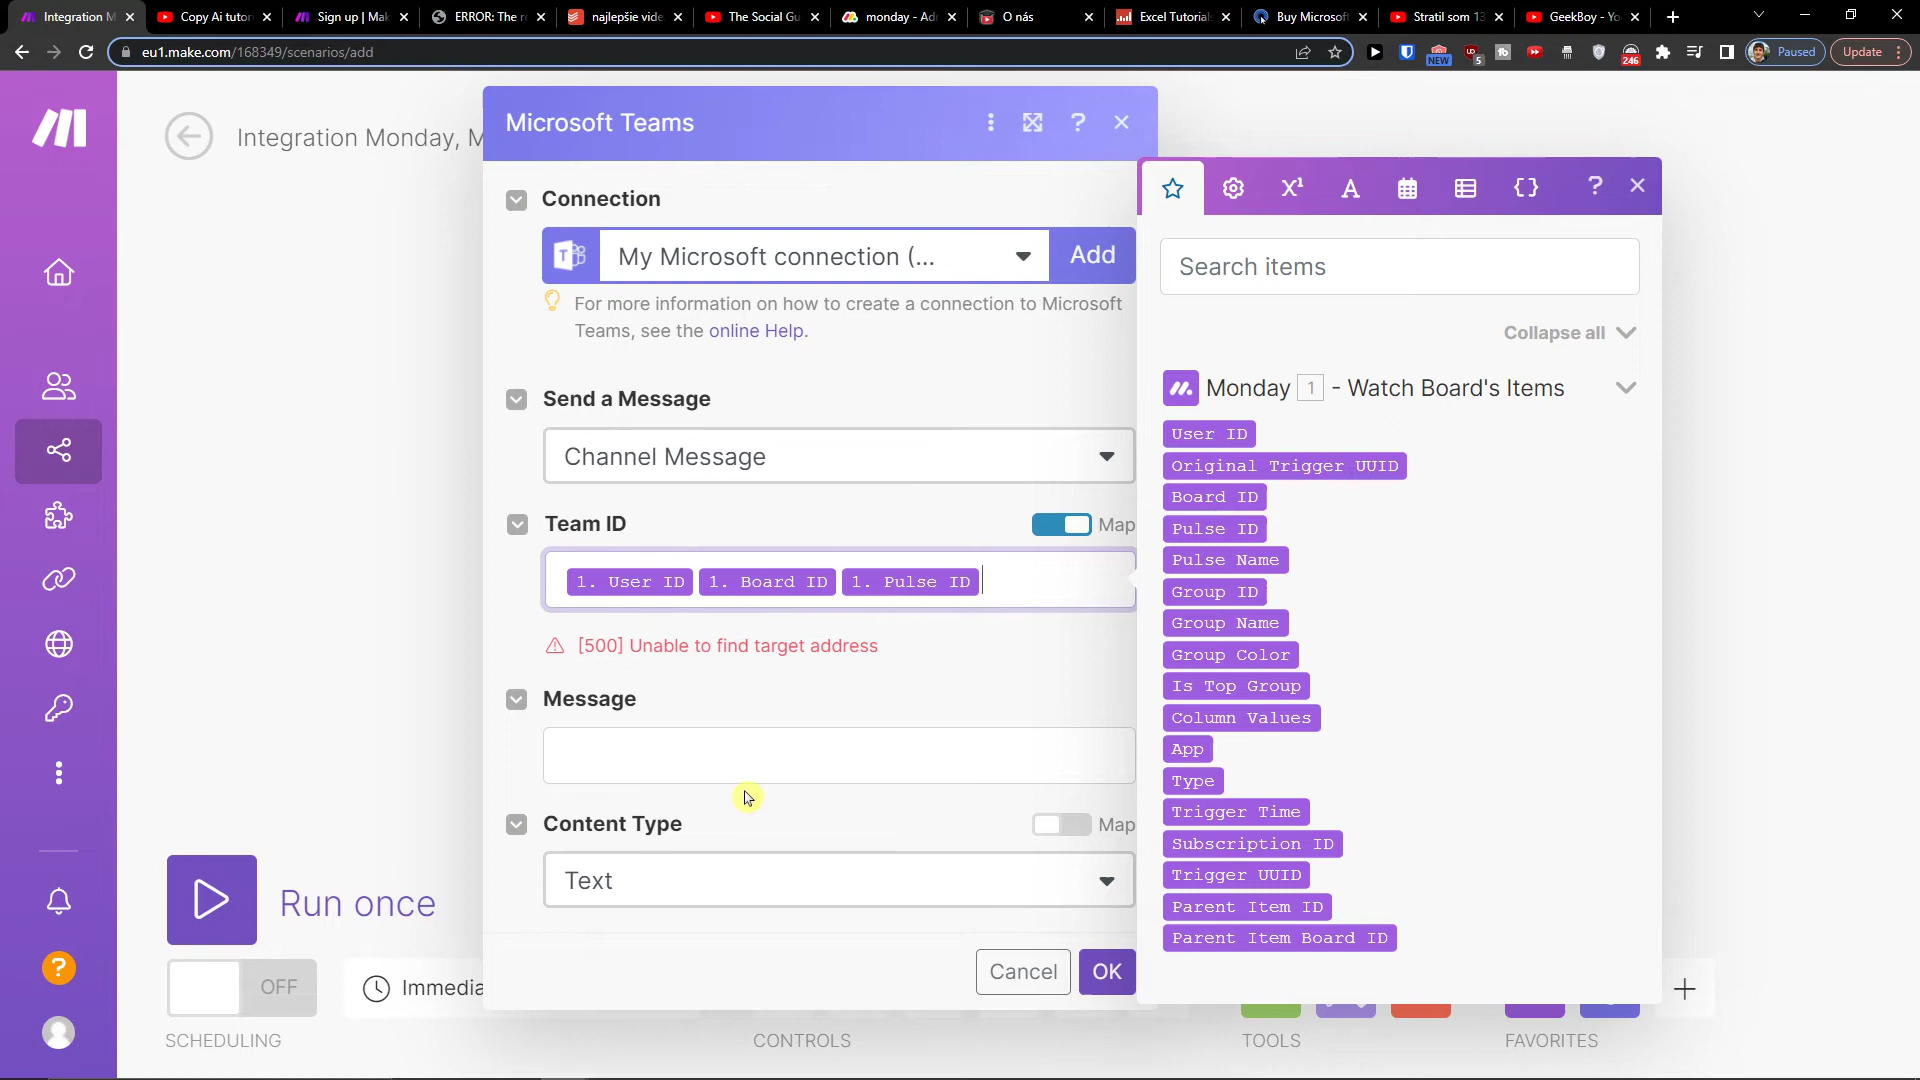 Integration M
Copy Ai tutor
Sign up | Mak
ERROR: The r
najlepšie vide
The Social Gu
monday - Ad
O nás
Excel Tutorials
Buy Microsoft
Stratil som 13
GeekBoy - Yo
eu1.make.com/168349/scenarios/add
NEW
5
246
Paused
Update
Integration Monday, M
Microsoft Teams
Connection
My Microsoft connection (...
Add
For more information on how to create a connection to Microsoft
Teams, see the online Help.
Send a Message
Channel Message
Team ID
Map
1. User ID
1. Board ID
1. Pulse ID
[500] Unable to find target address
Message
Content Type
Map
Text
Cancel
OK
Search items
Collapse all
Monday 1 - Watch Board's Items
User ID
Original Trigger UUID
Board ID
Pulse ID
Pulse Name
Group ID
Group Name
Group Color
Is Top Group
Column Values
App
Type
Trigger Time
Subscription ID
Trigger UUID
Parent Item ID
Parent Item Board ID
Run once
OFF
Immedia
SCHEDULING
CONTROLS
TOOLS
FAVORITES